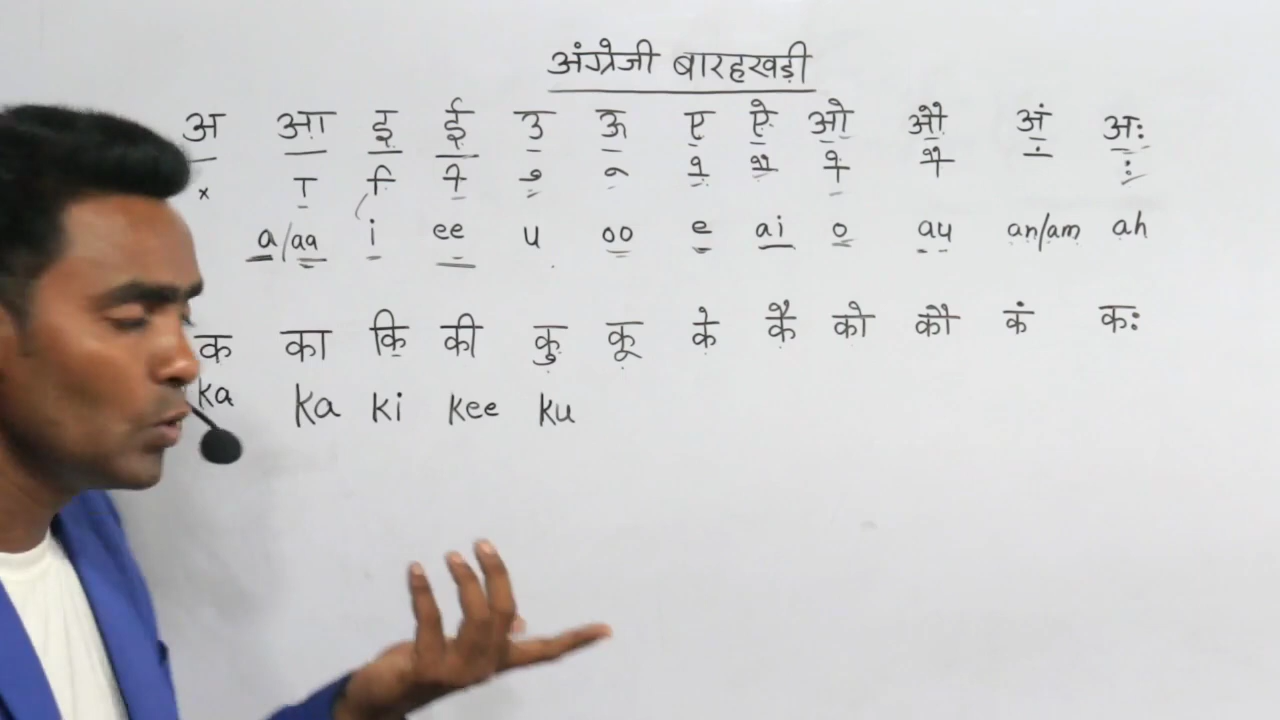 अंग्रेजी बारहखड़ी
अ आ इ ई उ ऊ ए ऐ ओ औ अं अः
× ा ि ी ु ू े ै ो ौ ं ः
a/aa i ee u oo e ai o au an/am ah
क का कि की कु कू के कै को कौ कं कः
ka ka ki kee ku